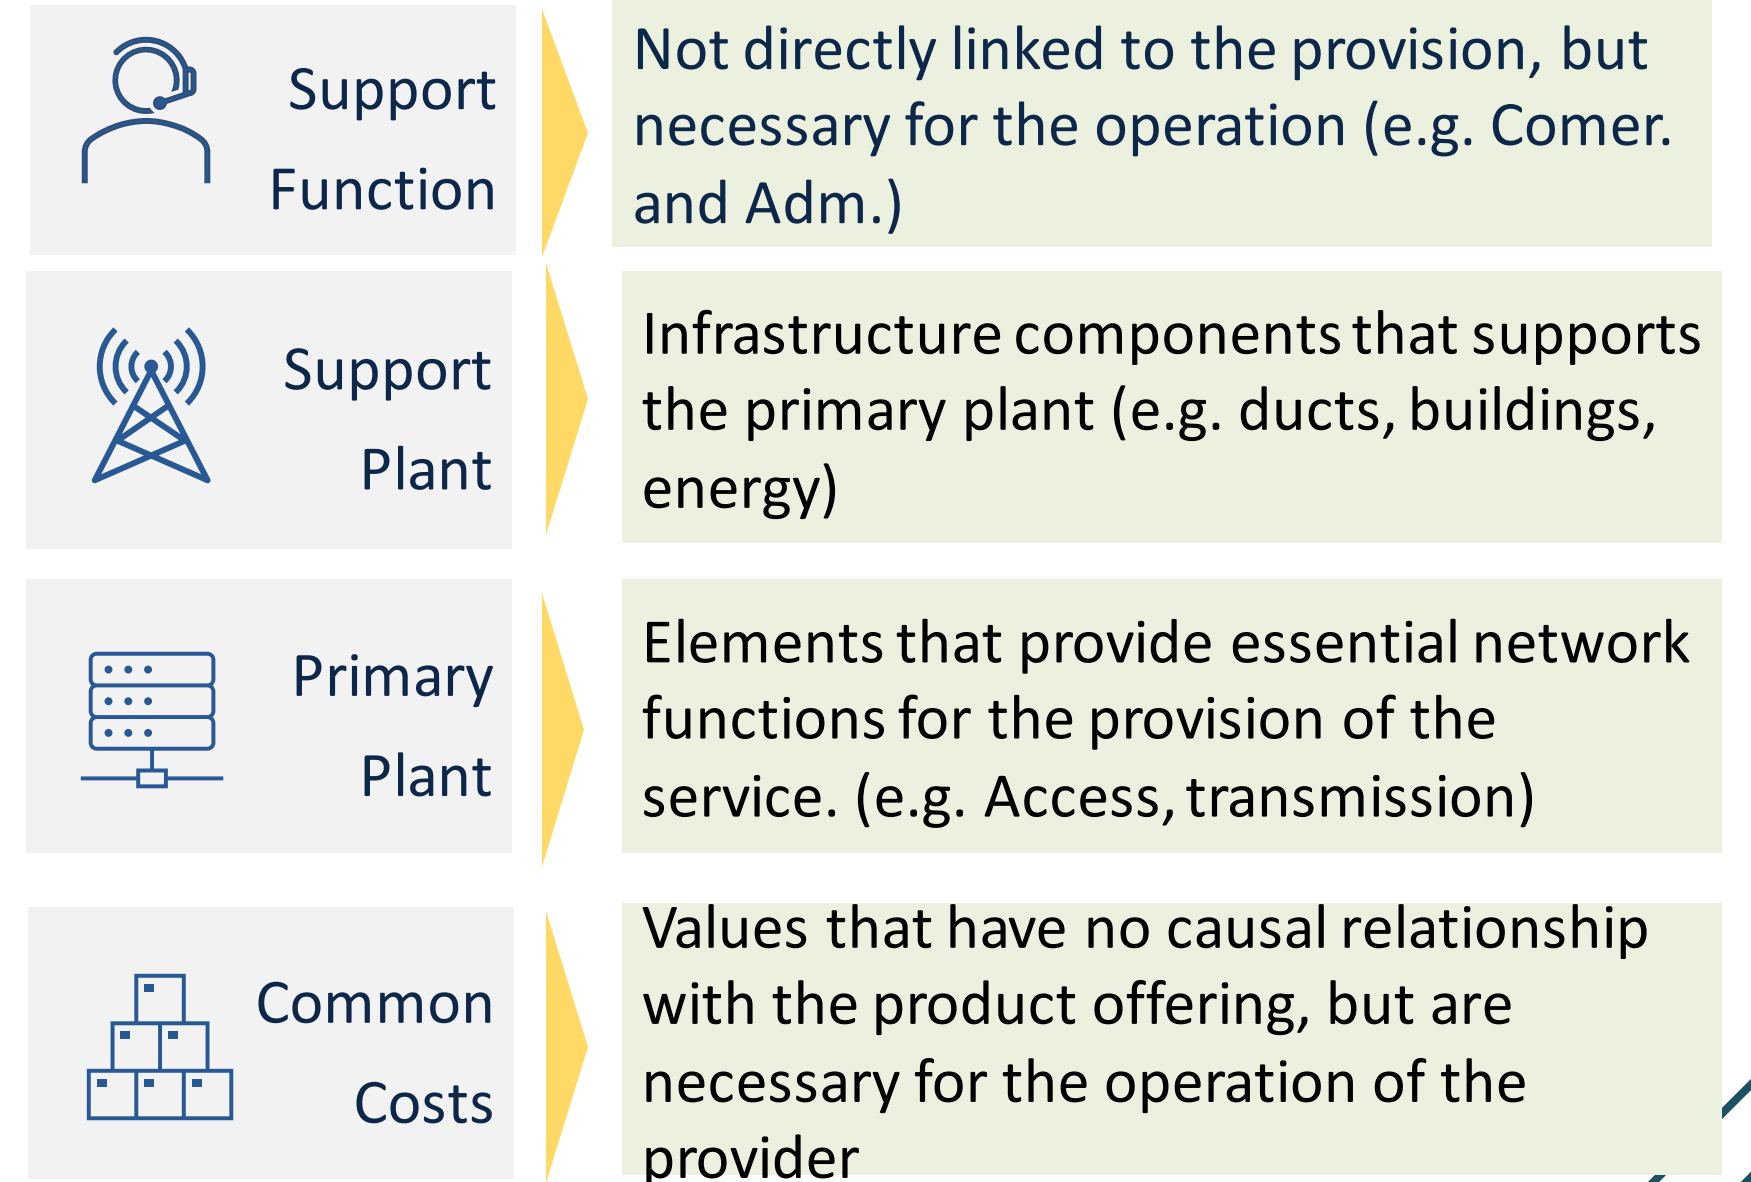 Support
Function
Not directly linked to the provision, but
necessary for the operation (e.g. Comer.
and Adm.)
Support
Plant
Infrastructure components that supports
the primary plant (e.g. ducts, buildings,
energy)
Primary
Plant
Elements that provide essential network
functions for the provision of the
service. (e.g. Access, transmission)
Common
Costs
Values that have no causal relationship
with the product offering, but are
necessary for the operation of the
provider